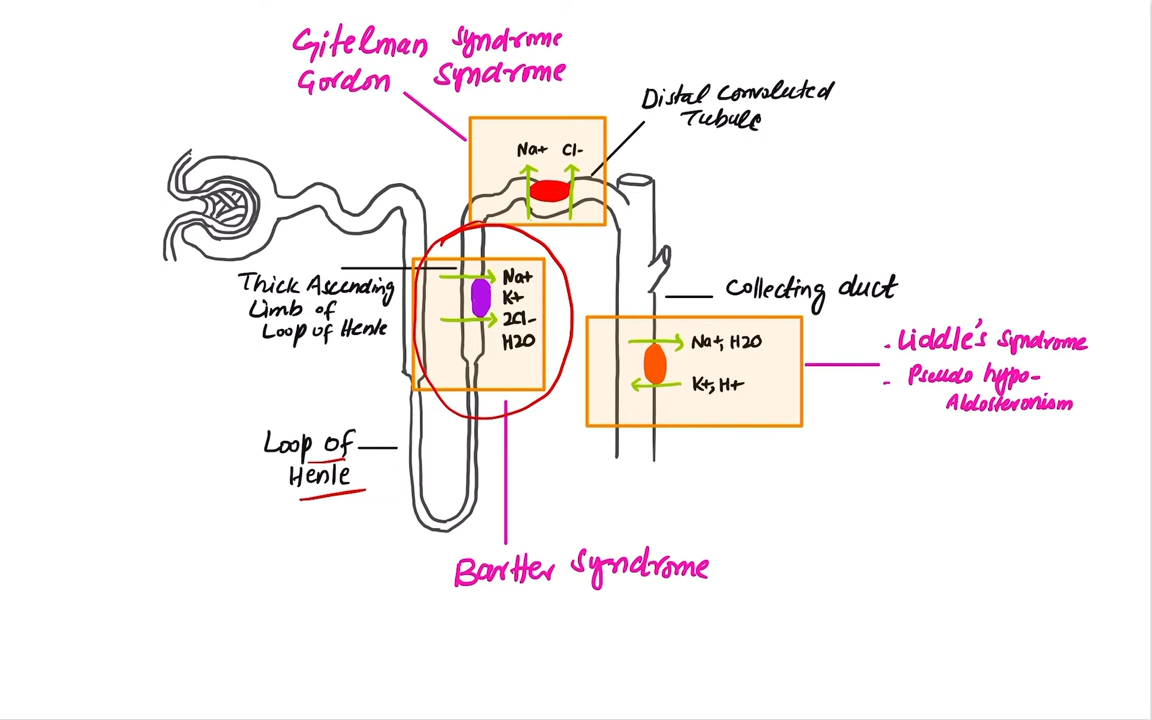 Gitelman Syndrome
Gordon Syndrome
Distal Convoluted
Tubule
Na+ Cl-
Thick Ascending
Limb of
Loop of Henle
Na+
K+
2Cl-
H2O
Collecting duct
Na+, H2O
K+, H+
- Liddle's Syndrome
- Pseudo hypo-
Aldosteronism
Loop of
Henle
Bartter Syndrome